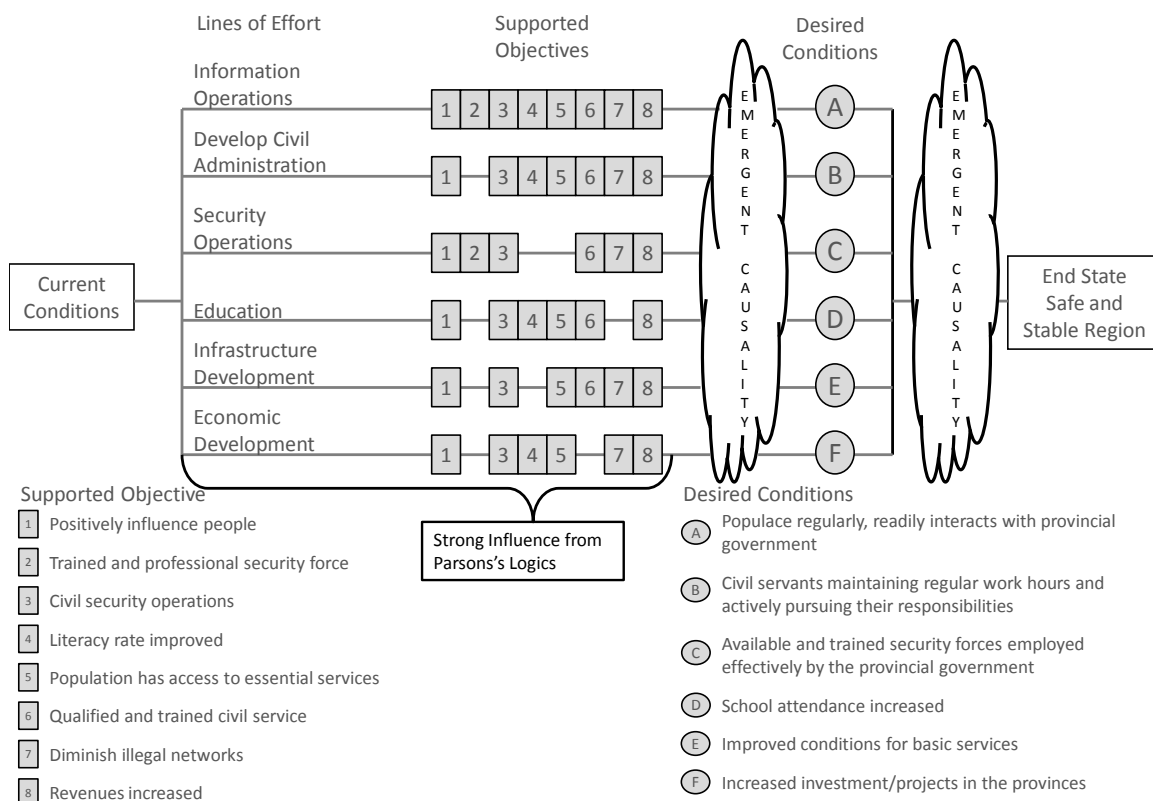 Lines of Effort
Supported
Objectives
Desired
Conditions
Information
Operations
1 2 3 4 5 6 7 8
A
Develop Civil
Administration
1 3 4 5 6 7 8
B
Security
Operations
1 2 3 6 7 8
C
Current
Conditions
Education
1 3 4 5 6 8
D
Infrastructure
Development
1 3 5 6 7 8
E
Economic
Development
1 3 4 5 7 8
F
EMERGENT CAUSALITY
EMERGENT CAUSALITY
End State
Safe and
Stable Region
Strong Influence from
Parsons's Logics
Supported Objective
1 Positively influence people
2 Trained and professional security force
3 Civil security operations
4 Literacy rate improved
5 Population has access to essential services
6 Qualified and trained civil service
7 Diminish illegal networks
8 Revenues increased
Desired Conditions
A Populace regularly, readily interacts with provincial
government
B Civil servants maintaining regular work hours and
actively pursuing their responsibilities
C Available and trained security forces employed
effectively by the provincial government
D School attendance increased
E Improved conditions for basic services
F Increased investment/projects in the provinces